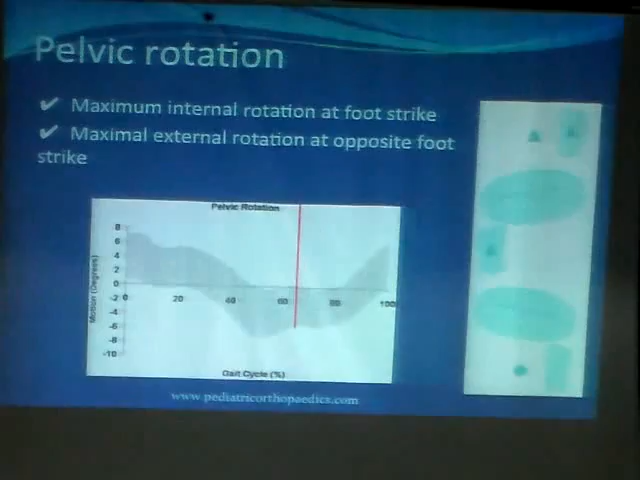 Pelvic rotation
✔ Maximum internal rotation at foot strike
✔ Maximal external rotation at opposite foot
strike
Pelvic Rotation
8
6
4
2
0
-2
-4
-6
-8
-10
Motion (Degrees)
0 20 40 60 80 100
Gait Cycle (%)
www.pediatricorthopaedics.com